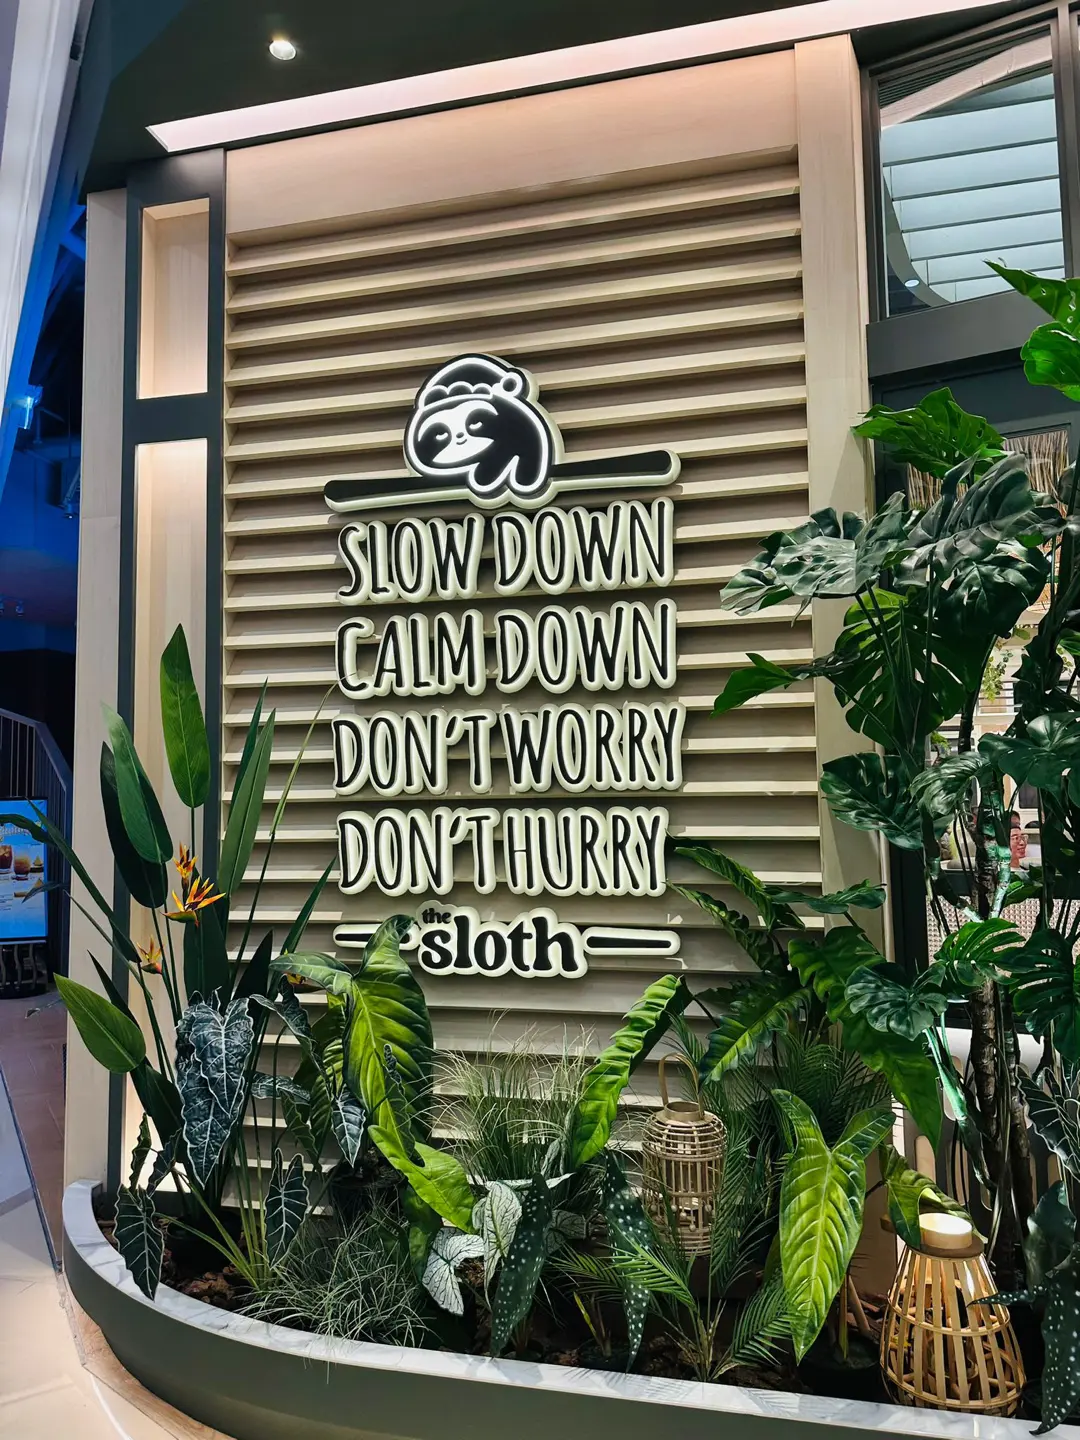 SLOW DOWN
CALM DOWN
DON'T WORRY
DON'T HURRY
the sloth